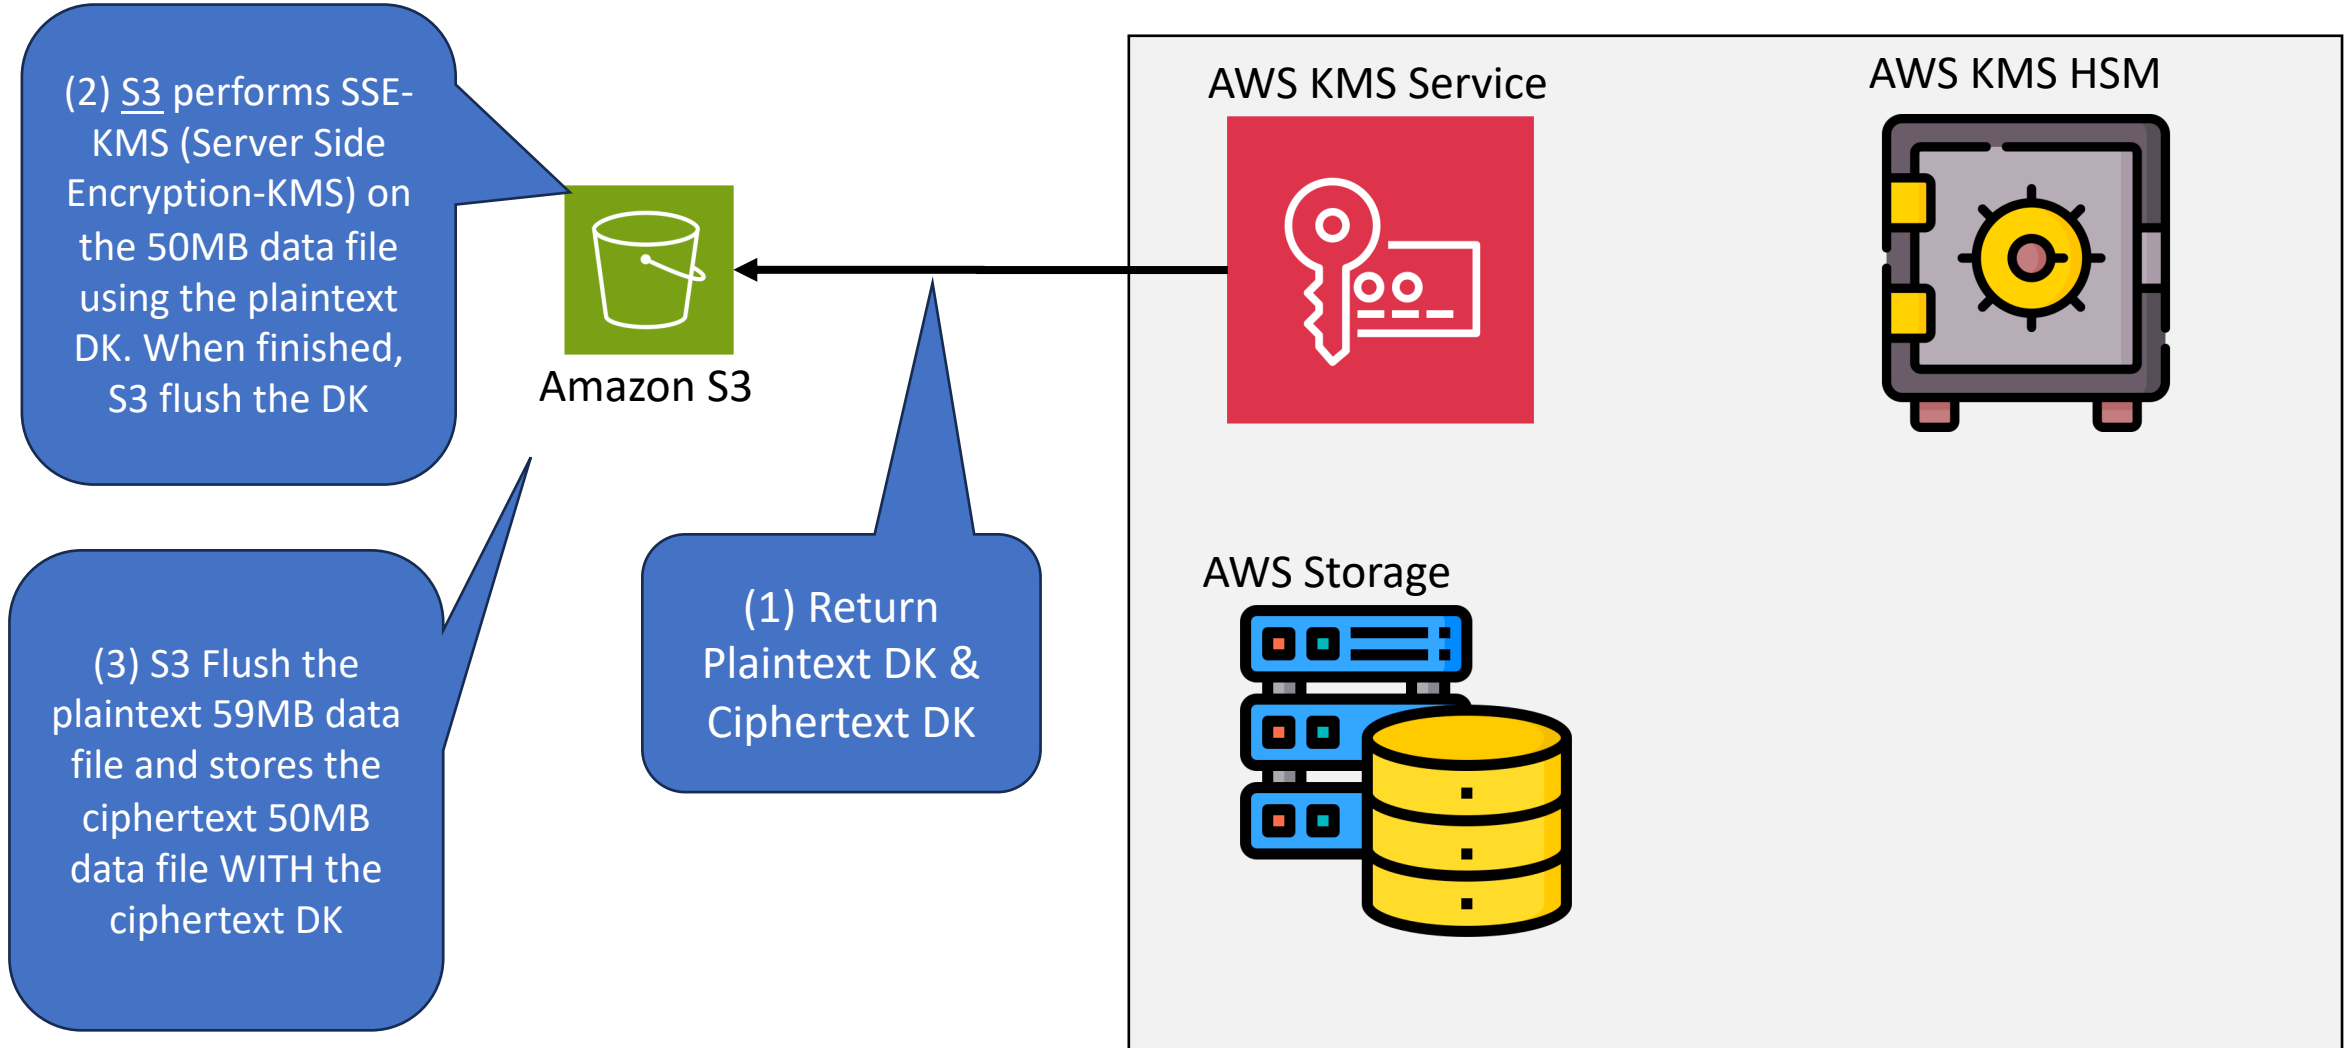 (2) S3 performs SSE-
KMS (Server Side
Encryption-KMS) on
the 50MB data file
using the plaintext
DK. When finished,
S3 flush the DK
Amazon S3
AWS KMS Service
AWS KMS HSM
(3) S3 Flush the
plaintext 59MB data
file and stores the
ciphertext 50MB
data file WITH the
ciphertext DK
(1) Return
Plaintext DK &
Ciphertext DK
AWS Storage